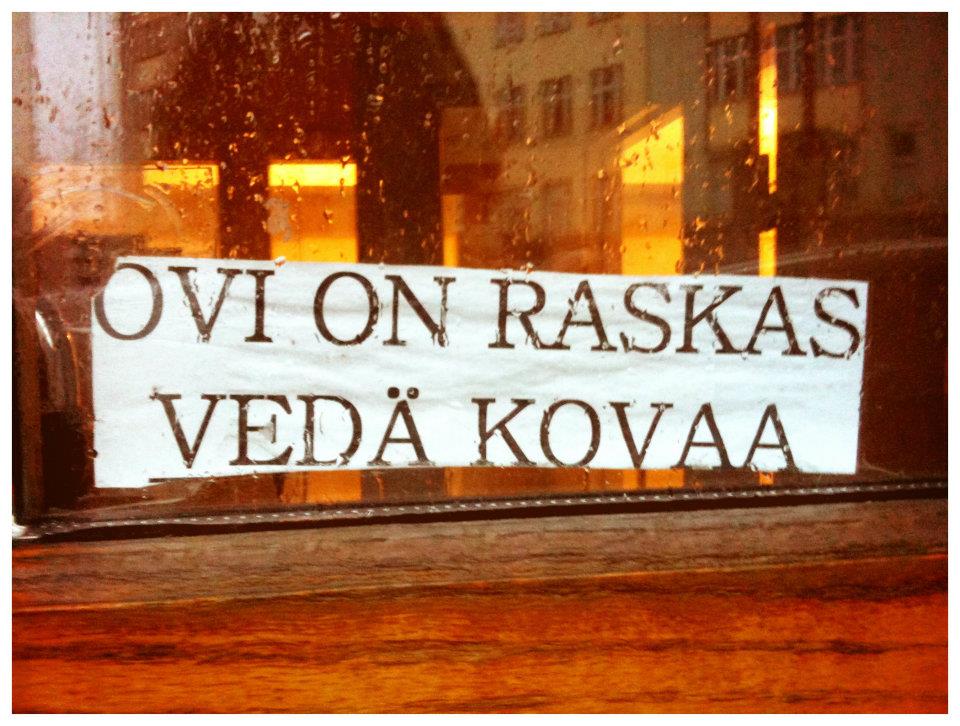 OVI ON RASKAS
VEDÄ KOVAA